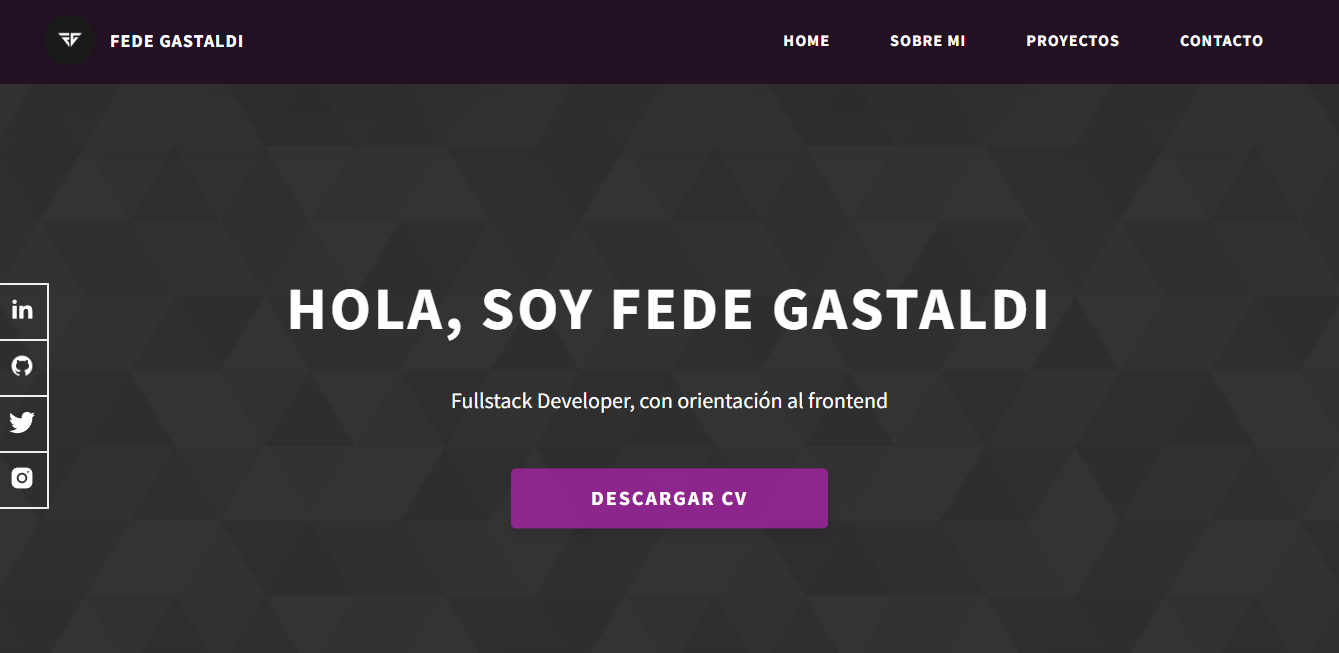 FEDE GASTALDI
HOME
SOBRE MI
PROYECTOS
CONTACTO
HOLA, SOY FEDE GASTALDI
Fullstack Developer, con orientación al frontend
DESCARGAR CV